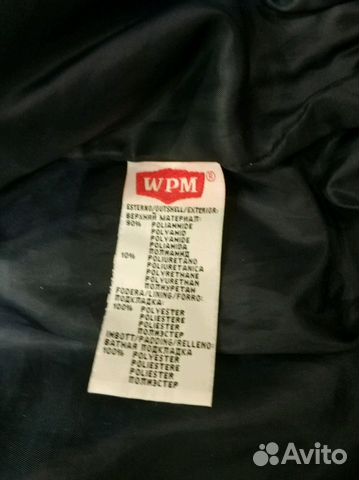 WPM®
ESTERNO/OUTSHELL/EXTERIOR:
ВЕРХНИЙ МАТЕРИАЛ:
90% POLIAMMIDE
POLYAMID
POLYAMIDE
POLIAMIDA
ПОЛИАМИД
10% POLIURETANO
POLIURETANICA
POLYRETHANE
POLYURETHAN
ПОЛИУРЕТАН
FODERA/LINING/FORRO:
ПОДКЛАДКА:
100% POLYESTER
POLIESTERE
POLIESTER
ПОЛИЭСТЕР
IMBOTT/PADDING/RELLENO:
ВАТНАЯ ПОДКЛАДКА
100% POLYESTER
POLIESTERE
POLIESTER
ПОЛИЭСТЕР
Avito